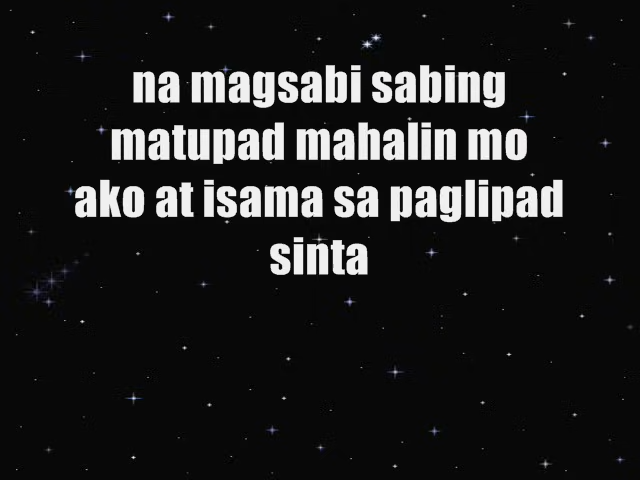 na magsabi sabing
matupad mahalin mo
ako at isama sa paglipad
sinta